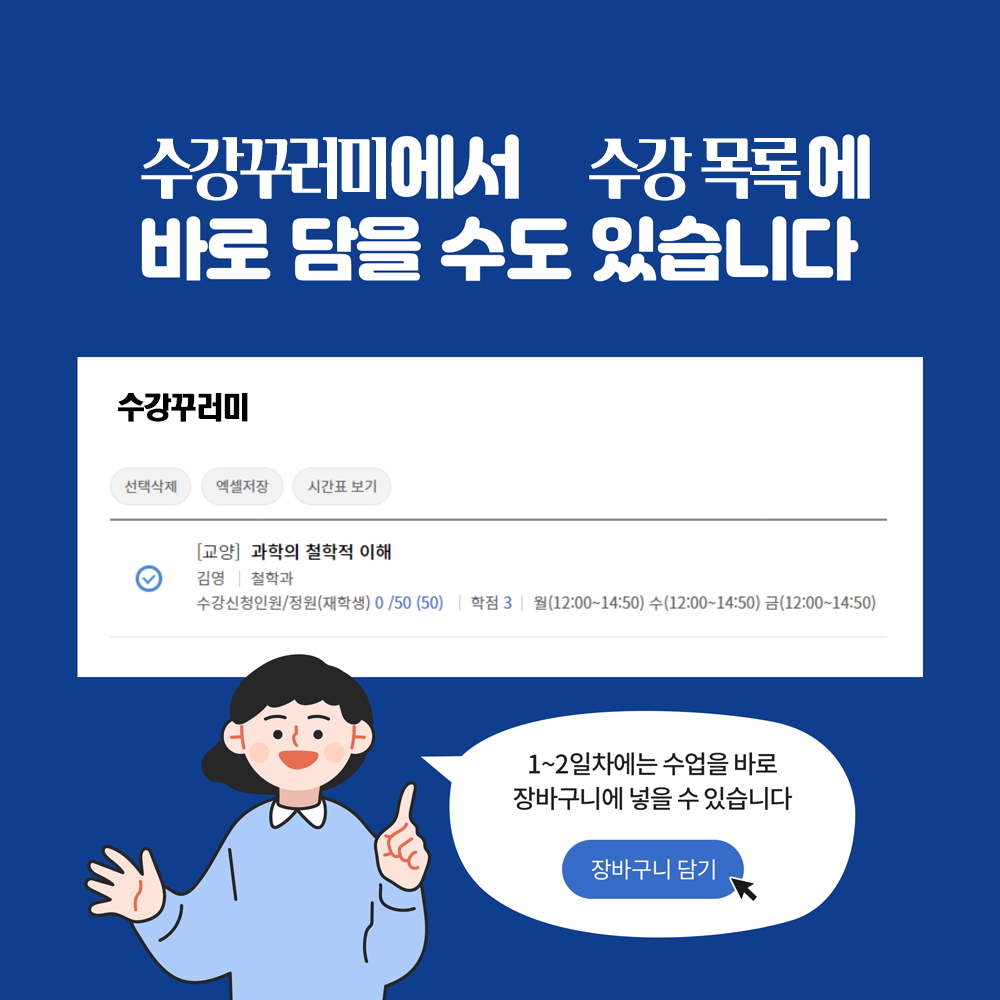 수강꾸러미에서 수강 목록에
바로 담을 수도 있습니다
수강꾸러미
선택삭제 엑셀저장 시간표 보기
[교양] 과학의 철학적 이해
김영 | 철학과
수강신청인원/정원(재학생) 0 /50 (50) | 학점 3 | 월(12:00~14:50) 수(12:00~14:50) 금(12:00~14:50)
1~2일차에는 수업을 바로
장바구니에 넣을 수 있습니다
장바구니 담기